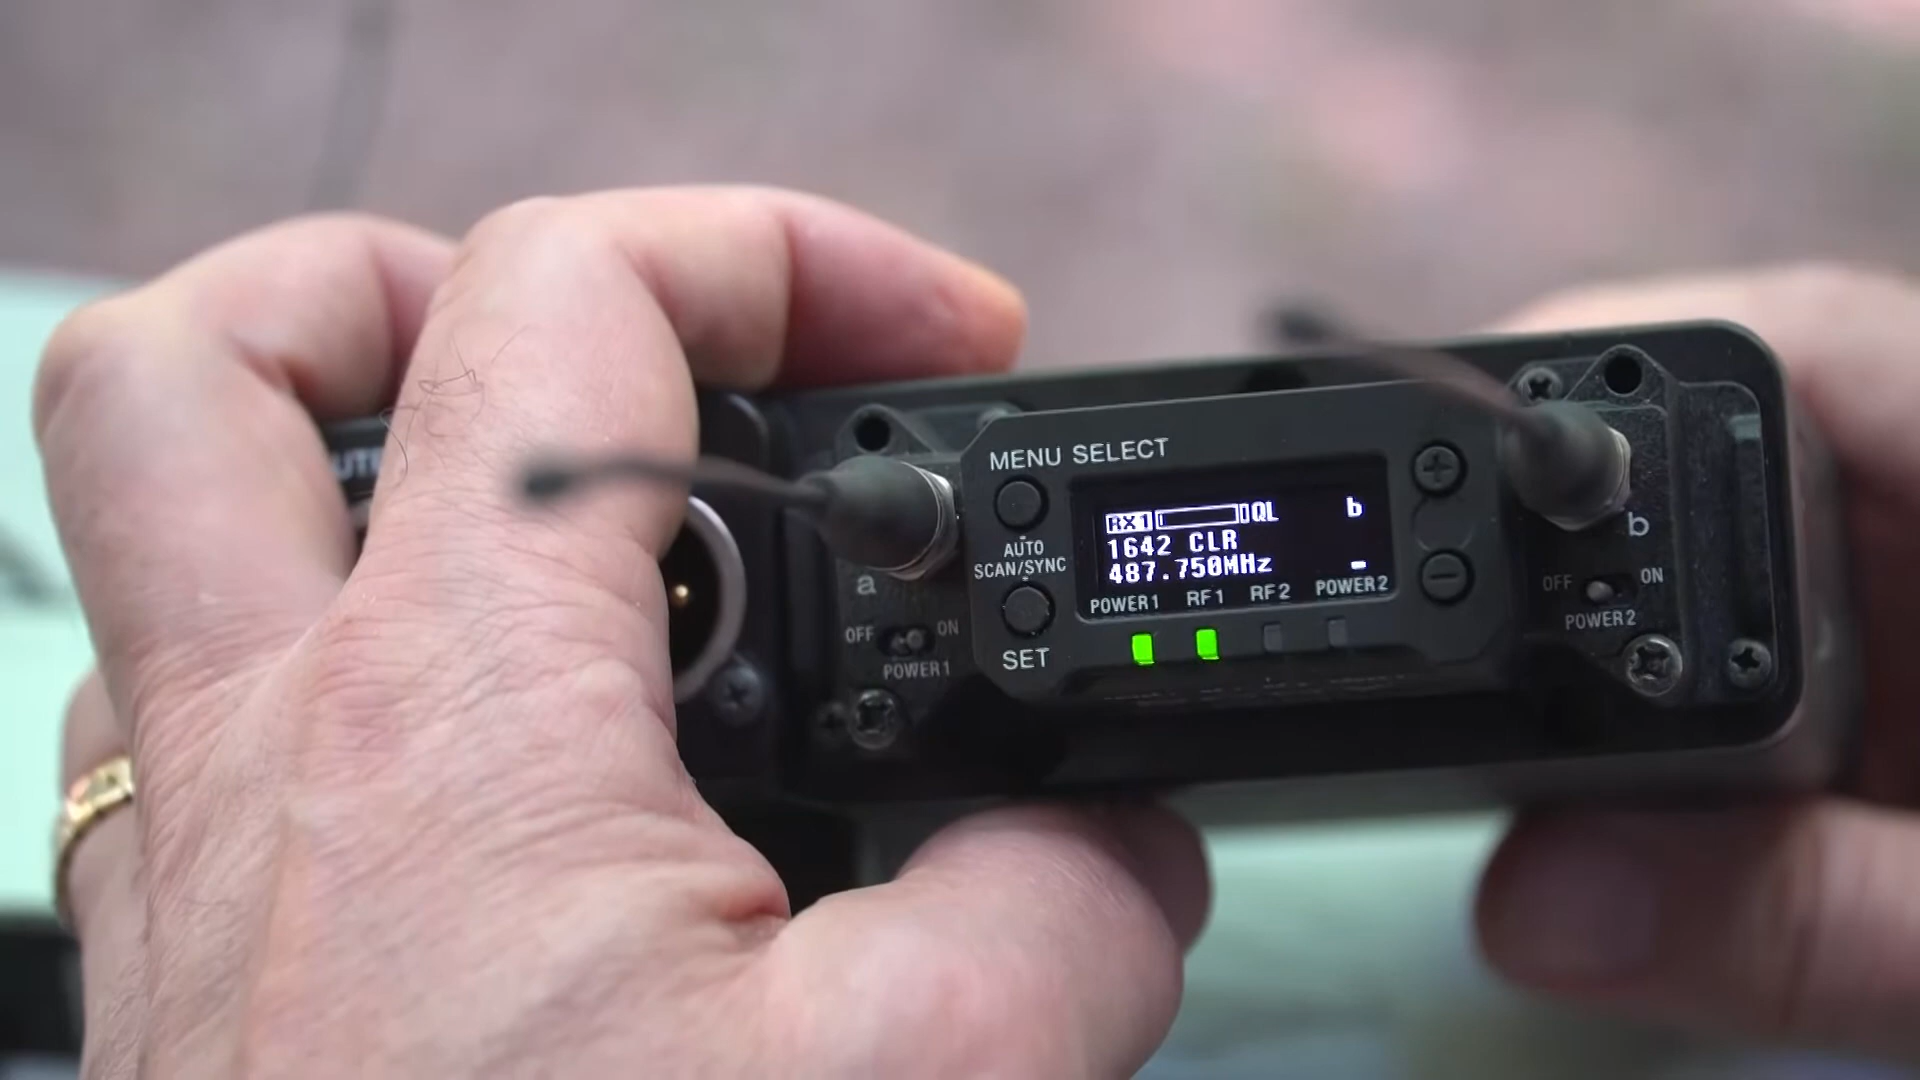 MENU SELECT
RX1 QL b
1642 CLR
487.750MHz
AUTO
SCAN/SYNC
POWER1 RF1 RF2 POWER2
SET
a
OFF ON
POWER1
b
OFF ON
POWER2